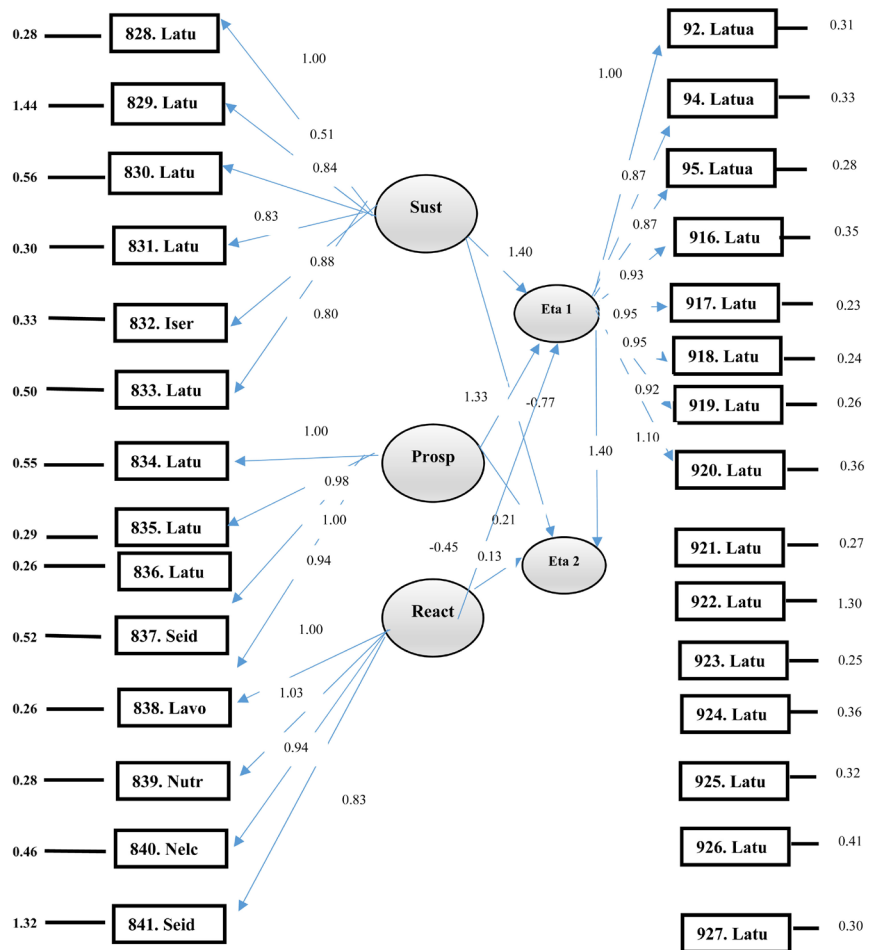 0.28 828. Latu
1.00
1.44 829. Latu
0.51
0.84
0.56 830. Latu
0.83
0.30 831. Latu
0.88
0.33 832. Iser
0.80
0.50 833. Latu
1.00
0.55 834. Latu
0.98
0.29 835. Latu
1.00
0.26 836. Latu
0.94
0.52 837. Seid
1.00
0.26 838. Lavo
1.03
0.28 839. Nutr
0.94
0.46 840. Nelc
0.83
1.32 841. Seid
Sust
Prosp
React
1.40
1.33
-0.77
0.21
-0.45
0.13
1.40
Eta 1
Eta 2
92. Latua 0.31
1.00
94. Latua 0.33
0.87
95. Latua 0.28
0.87
916. Latu 0.35
0.93
917. Latu 0.23
0.95
918. Latu 0.24
0.95
919. Latu 0.26
0.92
920. Latu 0.36
1.10
921. Latu 0.27
922. Latu 1.30
923. Latu 0.25
924. Latu 0.36
925. Latu 0.32
926. Latu 0.41
927. Latu 0.30